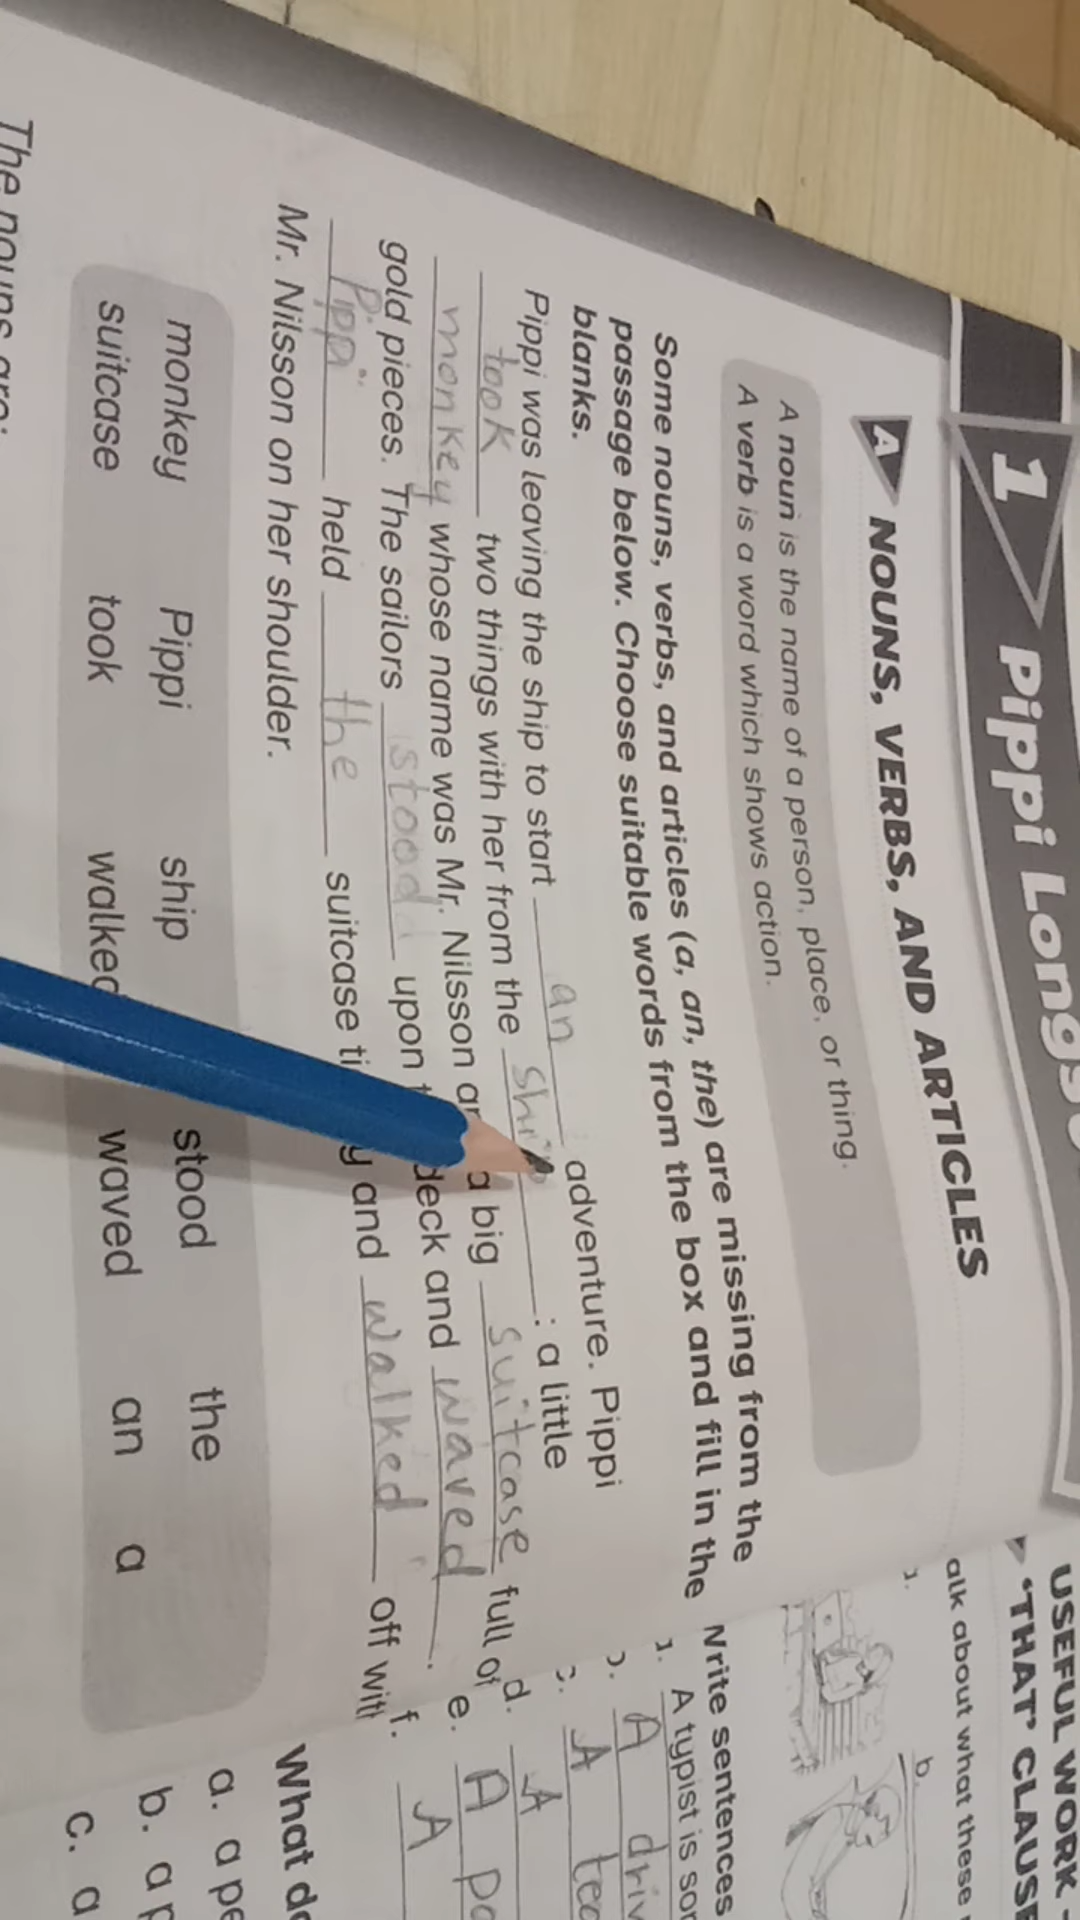 1 Pippi Longs
A NOUNS, VERBS, AND ARTICLES
A noun is the name of a person, place, or thing.
A verb is a word which shows action.
Some nouns, verbs, and articles (a, an, the) are missing from the
passage below. Choose suitable words from the box and fill in the
blanks.
Pippi was leaving the ship to start an adventure. Pippi
took two things with her from the ship : a little
monkey whose name was Mr. Nilsson a big suitcase full of
gold pieces. The sailors stood upon deck and waved.
Pippi held the suitcase ti y and walked off with
Mr. Nilsson on her shoulder.
monkey Pippi ship stood the
suitcase took walked waved an a
The nouns are:
USEFUL WORK -
'THAT' CLAUSE
alk about what these
b.
Write sentences
A typist is so
A driv
c. A tea
d. A
e. A po
f. A
What do
a. a pe
b. a p
c. a